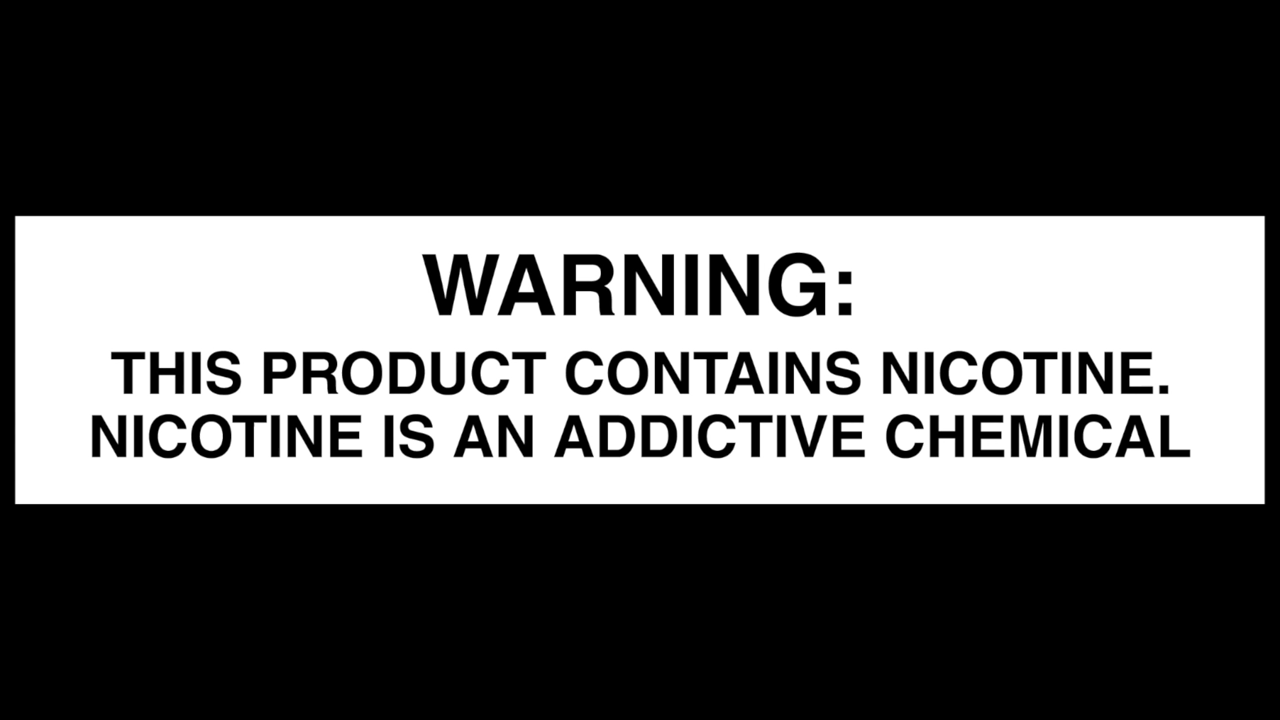 WARNING:
THIS PRODUCT CONTAINS NICOTINE.
NICOTINE IS AN ADDICTIVE CHEMICAL